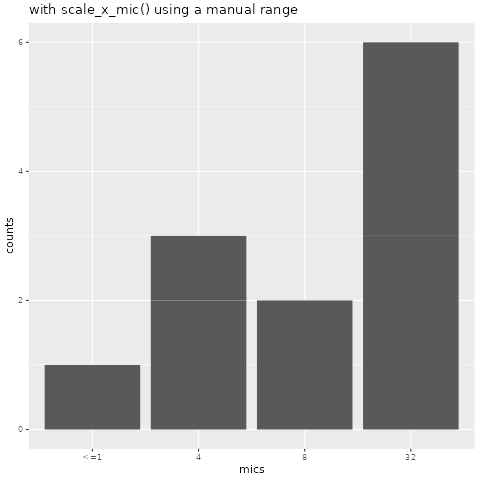 with scale_x_mic() using a manual range
6
4
2
0
counts
<=1 4 8 32
mics